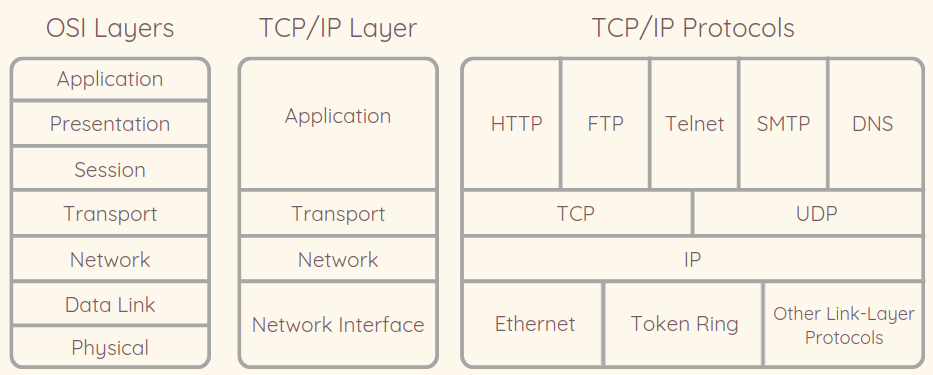 OSI Layers
Application
Presentation
Session
Transport
Network
Data Link
Physical
TCP/IP Layer
Application
Transport
Network
Network Interface
TCP/IP Protocols
HTTP
FTP
Telnet
SMTP
DNS
TCP
UDP
IP
Ethernet
Token Ring
Other Link-Layer
Protocols